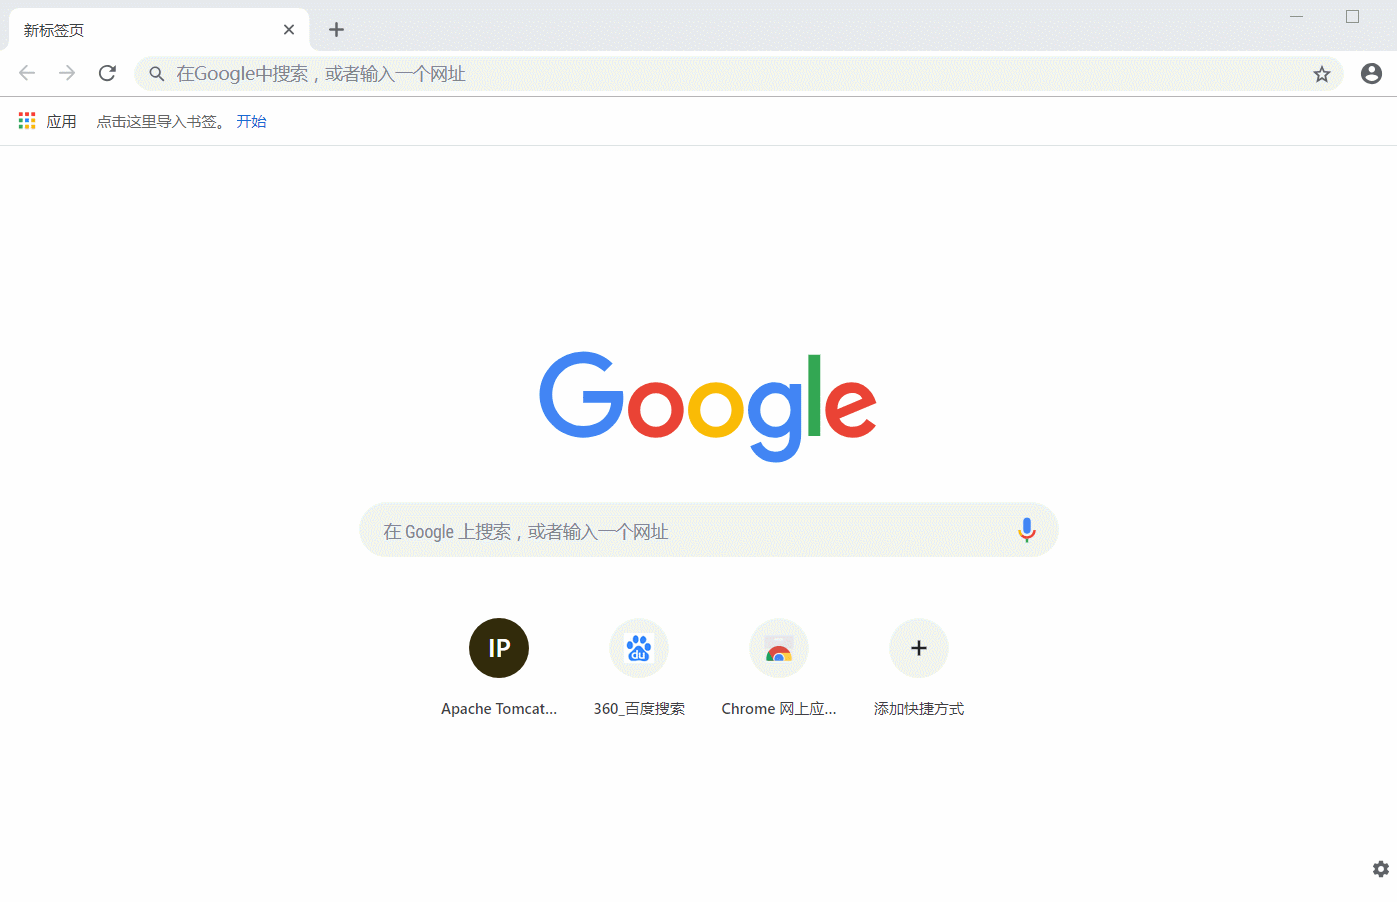 新标签页
在Google中搜索，或者输入一个网址
应用 点击这里导入书签。 开始
Google
在 Google 上搜索，或者输入一个网址
IP
du
Apache Tomcat... 360_百度搜索 Chrome 网上应... 添加快捷方式